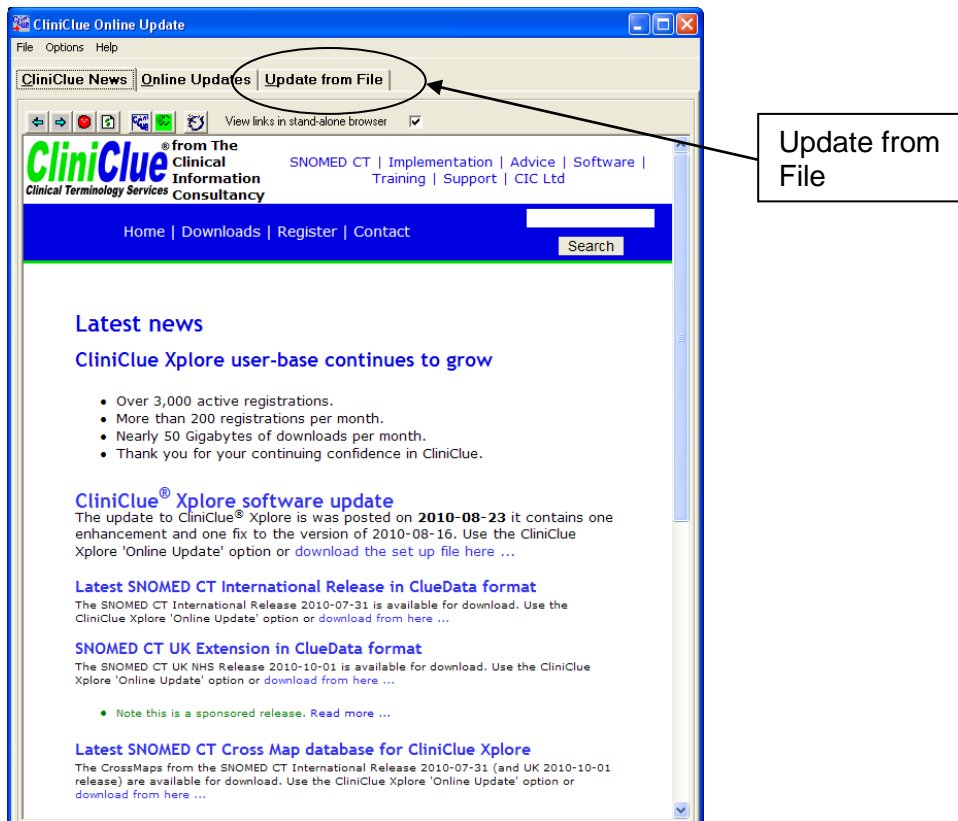 CliniClue Online Update
File Options Help
CliniClue News Online Updates Update from File
View links in stand-alone browser
CliniClue® from The Clinical Information Consultancy
Clinical Terminology Services
SNOMED CT | Implementation | Advice | Software |
Training | Support | CIC Ltd
Home | Downloads | Register | Contact
Search
Update from
File
Latest news
CliniClue Xplore user-base continues to grow
• Over 3,000 active registrations.
• More than 200 registrations per month.
• Nearly 50 Gigabytes of downloads per month.
• Thank you for your continuing confidence in CliniClue.
CliniClue® Xplore software update
The update to CliniClue® Xplore is was posted on 2010-08-23 it contains one
enhancement and one fix to the version of 2010-08-16. Use the CliniClue
Xplore 'Online Update' option or download the set up file here ...
Latest SNOMED CT International Release in ClueData format
The SNOMED CT International Release 2010-07-31 is available for download. Use the
CliniClue Xplore 'Online Update' option or download from here ...
SNOMED CT UK Extension in ClueData format
The SNOMED CT UK NHS Release 2010-10-01 is available for download. Use the CliniClue
Xplore 'Online Update' option or download from here ...
• Note this is a sponsored release. Read more ...
Latest SNOMED CT Cross Map database for CliniClue Xplore
The CrossMaps from the SNOMED CT International Release 2010-07-31 (and UK 2010-10-01
release) are available for download. Use the CliniClue Xplore 'Online Update' option or
download from here ...